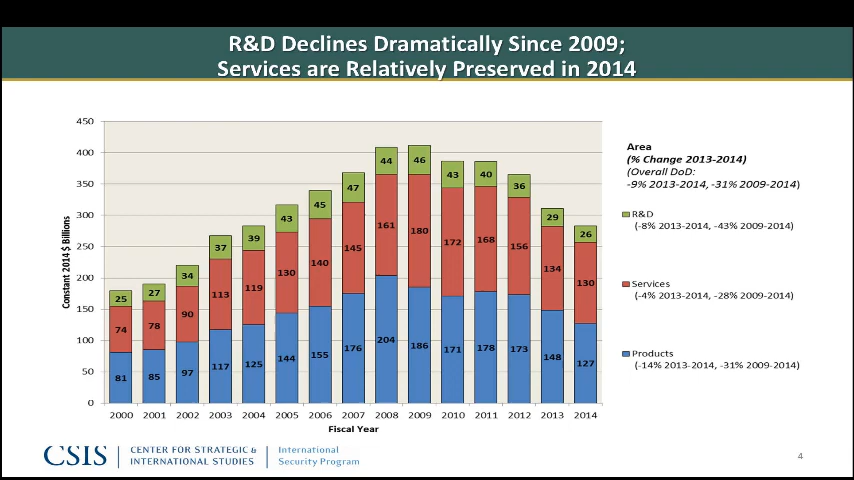 R&D Declines Dramatically Since 2009;
Services are Relatively Preserved in 2014
450
400
350
300
250
200
150
100
50
0
Constant 2014 $ Billions
25 27 34 37 39 43 45 47 44 46 43 40 36 29 26
74 78 90 113 119 130 140 145 161 180 172 168 156 134 130
81 85 97 117 125 144 155 176 204 186 171 178 173 148 127
2000 2001 2002 2003 2004 2005 2006 2007 2008 2009 2010 2011 2012 2013 2014
Fiscal Year
Area
(% Change 2013-2014)
(Overall DoD:
-9% 2013-2014, -31% 2009-2014)
R&D
(-8% 2013-2014, -43% 2009-2014)
Services
(-4% 2013-2014, -28% 2009-2014)
Products
(-14% 2013-2014, -31% 2009-2014)
CSIS
CENTER FOR STRATEGIC &
INTERNATIONAL STUDIES
International
Security Program
4